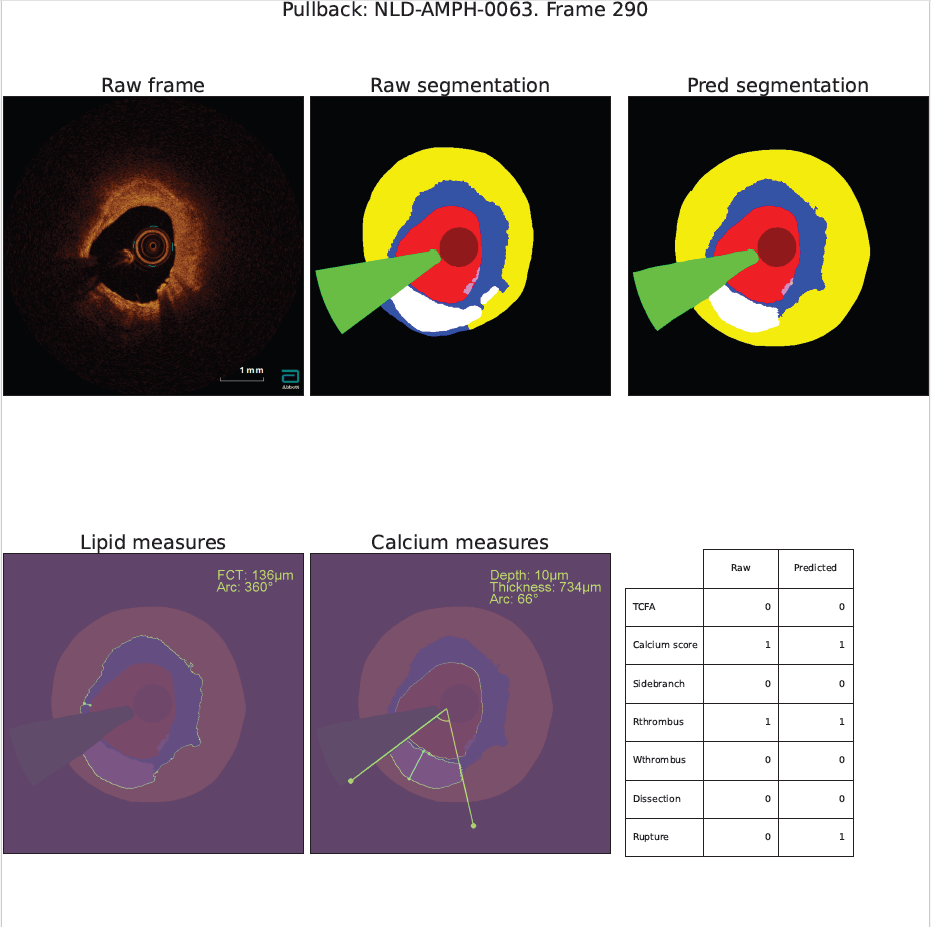 Pullback: NLD-AMPH-0063. Frame 290
Raw frame
Raw segmentation
Pred segmentation
1 mm
Abbott
Lipid measures
Calcium measures
FCT: 136µm
Arc: 360°
Depth: 10µm
Thickness: 734µm
Arc: 66°
Raw Predicted
TCFA 0 0
Calcium score 1 1
Sidebranch 0 0
Rthrombus 1 1
Wthrombus 0 0
Dissection 0 0
Rupture 0 1